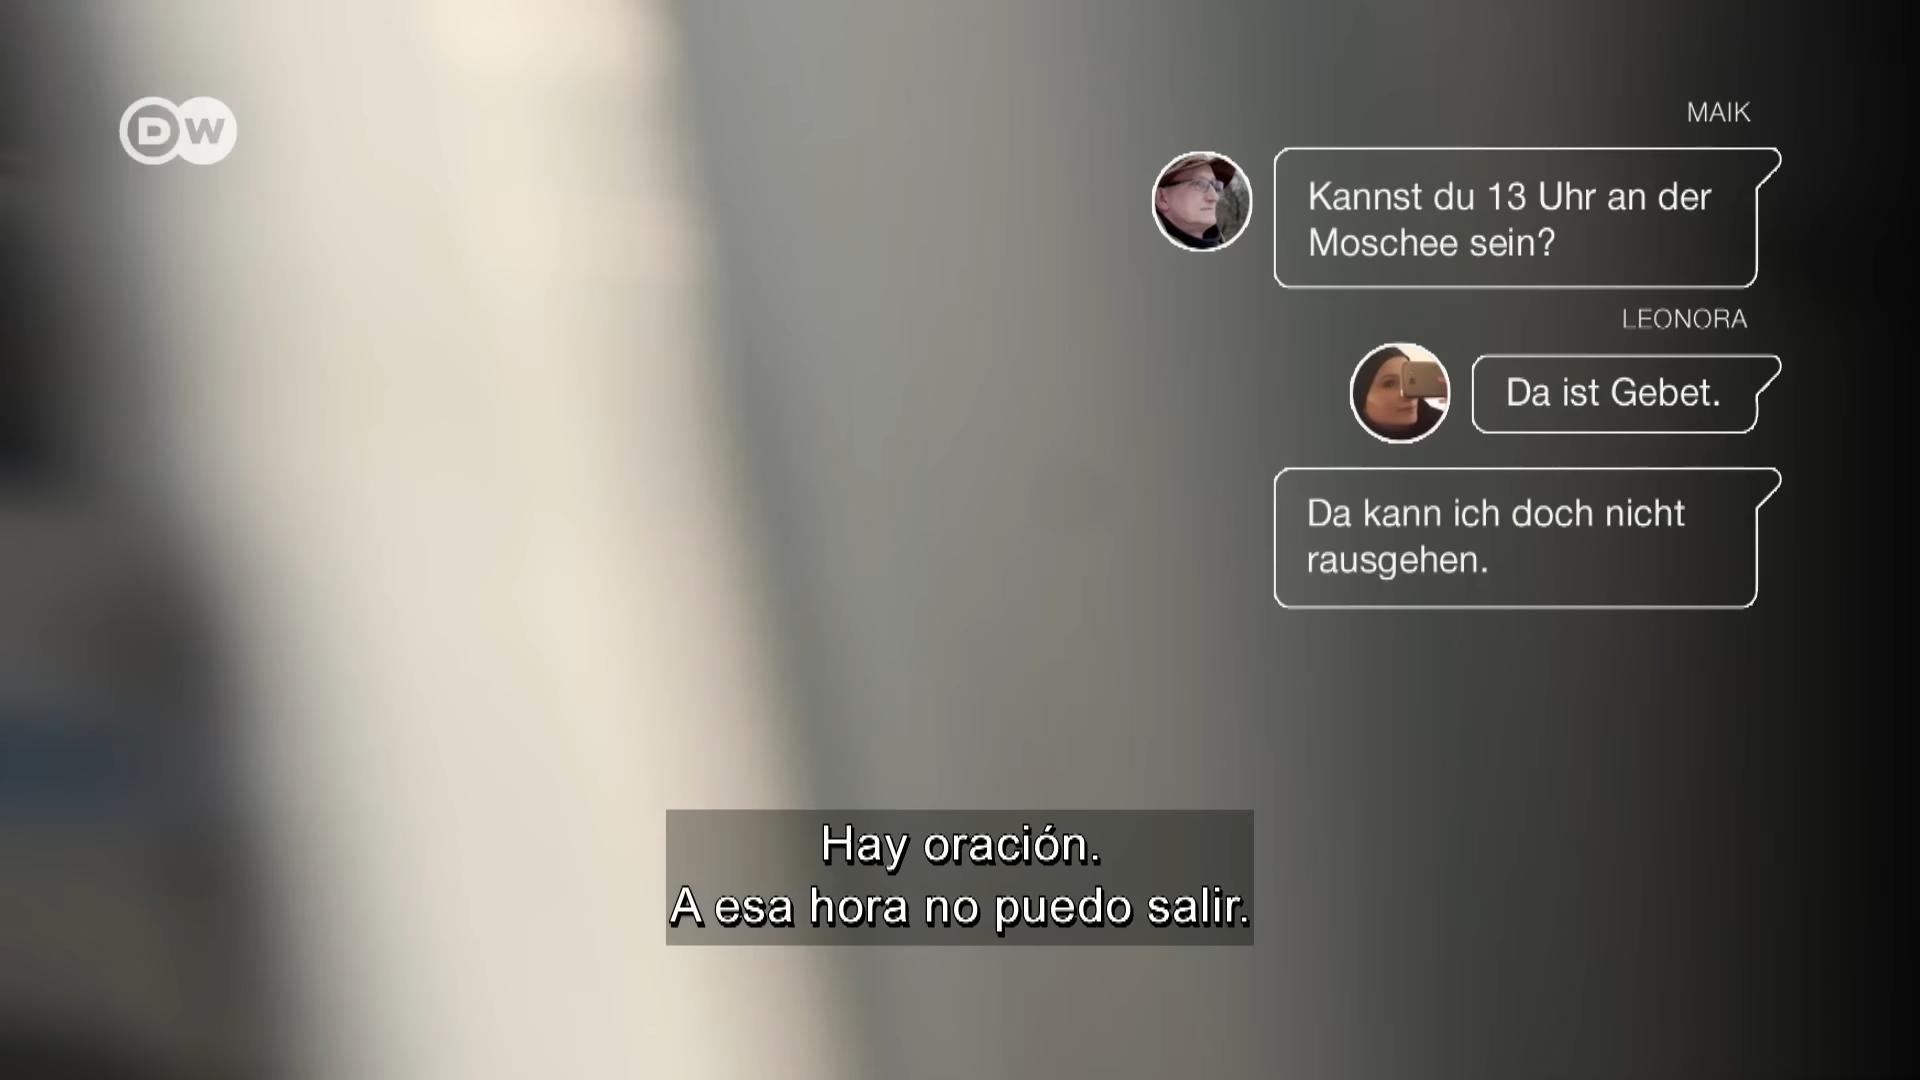 DW
MAIK
Kannst du 13 Uhr an der
Moschee sein?
LEONORA
Da ist Gebet.
Da kann ich doch nicht
rausgehen.
Hay oración.
A esa hora no puedo salir.